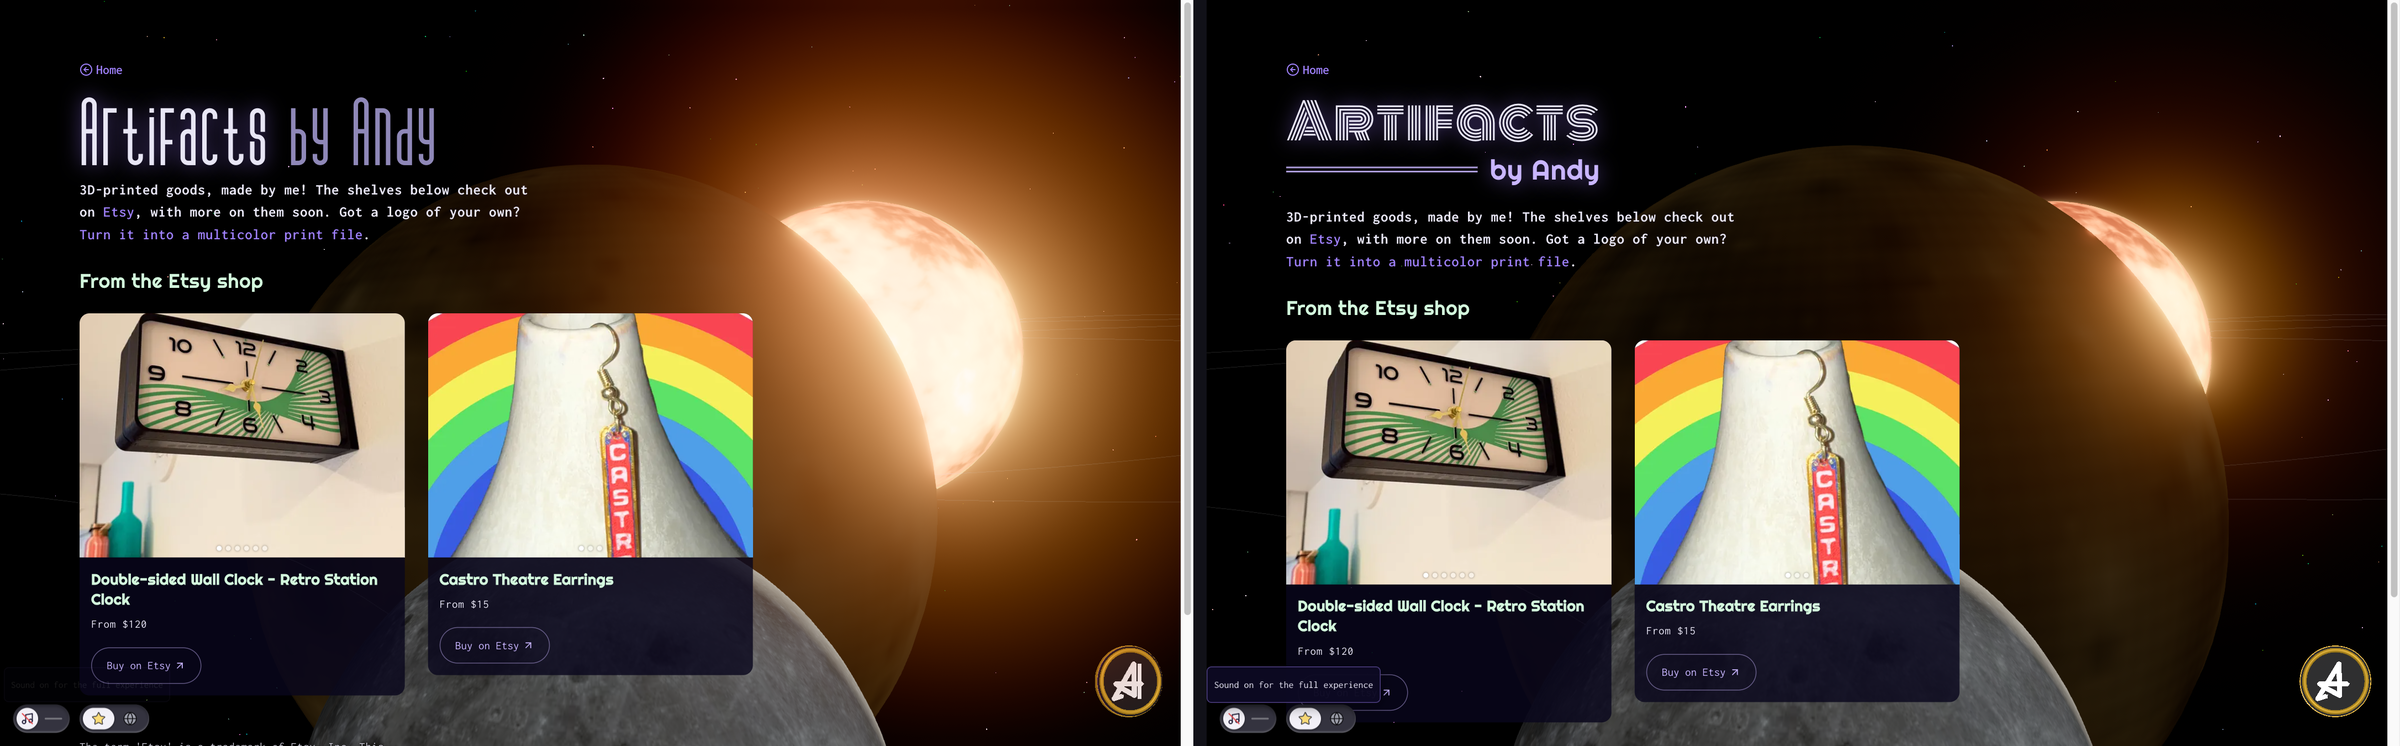 Home
Artifacts by Andy
3D-printed goods, made by me! The shelves below check out
on Etsy, with more on them soon. Got a logo of your own?
Turn it into a multicolor print file.
From the Etsy shop
10 12 2
9 3
8 6 4
CASTR
Double-sided Wall Clock - Retro Station
Clock
From $120
Buy on Etsy
Castro Theatre Earrings
From $15
Buy on Etsy
Sound on for the full experience
A
Home
Artifacts
by Andy
3D-printed goods, made by me! The shelves below check out
on Etsy, with more on them soon. Got a logo of your own?
Turn it into a multicolor print file.
From the Etsy shop
10 12 2
9 3
8 6 4
CASTR
Double-sided Wall Clock - Retro Station
Clock
From $120
Castro Theatre Earrings
From $15
Buy on Etsy
Sound on for the full experience
A